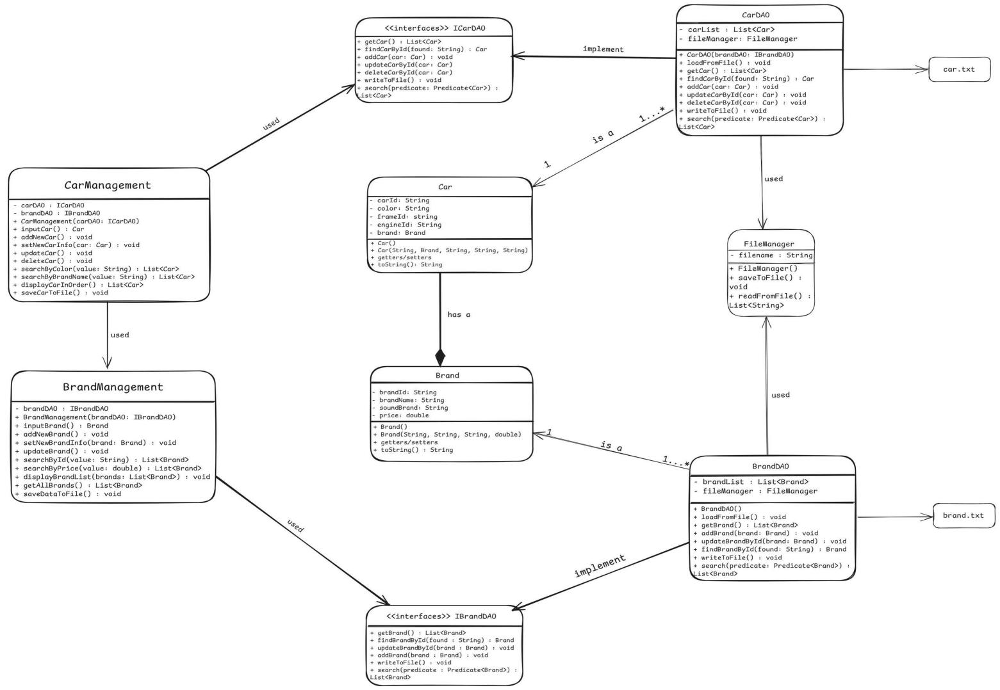 <<interfaces>> ICarDAO
+ getCar() : List<Car>
+ findCarById(found: String) : Car
+ addCar(car: Car) : void
+ updateCarById(car: Car)
+ deleteCarById(car: Car)
+ writeToFile() : void
+ search(predicate: Predicate<Car>) :
List<Car>
implement
CarDAO
- carList : List<Car>
- fileManager: FileManager
+ CarDAO(brandDAO: IBrandDAO)
+ loadFromFile() : void
+ getCar() : List<Car>
+ findCarById(found: String) : Car
+ addCar(car: Car) : void
+ updateCarById(car: Car) : void
+ deleteCarById(car: Car) : void
+ writeToFile() : void
+ search(predicate: Predicate<Car>) :
List<Car>
car.txt
used
1...*
is a
1
used
CarManagement
- carDAO : ICarDAO
- brandDAO : IBrandDAO
+ CarManagement(carDAO: ICarDAO)
+ inputCar() : Car
+ addNewCar() : void
+ setNewCarInfo(car: Car) : void
+ updateCar() : void
+ deleteCar() : void
+ searchByColor(value: String) : List<Car>
+ searchByBrandName(value: String) : List<Car>
+ displayCarInOrder() : List<Car>
+ saveCarToFile() : void
Car
- carId: String
- color: String
- frameId: string
- engineId: String
- brand: Brand
+ Car()
+ Car(String, Brand, String, String, String)
+ getters/setters
+ toString(): String
FileManager
- filename : String
+ FileManager()
+ saveToFile() :
void
+ readFromFile() :
List<String>
used
has a
used
BrandManagement
- brandDAO : IBrandDAO
+ BrandManagement(brandDAO: IBrandDAO)
+ inputBrand() : Brand
+ addNewBrand() : void
+ setNewBrandInfo(brand: Brand) : void
+ updateBrand() : void
+ searchById(value: String) : List<Brand>
+ searchByPrice(value: double) : List<Brand>
+ displayBrandList(brands: List<Brand>) : void
+ getAllBrands() : List<Brand>
+ saveDataToFile() : void
Brand
- brandId: String
- brandName: String
- soundBrand: String
- price: double
+ Brand()
+ Brand(String, String, String, double)
+ getters/setters
+ toString() : String
1
is a
1...*
BrandDAO
- brandList : List<Brand>
- fileManager : FileManager
+ BrandDAO()
+ loadFromFile() : void
+ getBrand() : List<Brand>
+ addBrand(brand: Brand) : void
+ updateBrandById(brand: Brand) : void
+ findBrandById(found: String) : Brand
+ writeToFile() : void
+ search(predicate: Predicate<Brand>) :
List<Brand>
brand.txt
used
implement
<<interfaces>> IBrandDAO
+ getBrand() : List<Brand>
+ findBrandById(found : String) : Brand
+ updateBrandById(brand : Brand) : void
+ addBrand(brand : Brand) : void
+ writeToFile() : void
+ search(predicate : Predicate<Brand>) :
List<Brand>